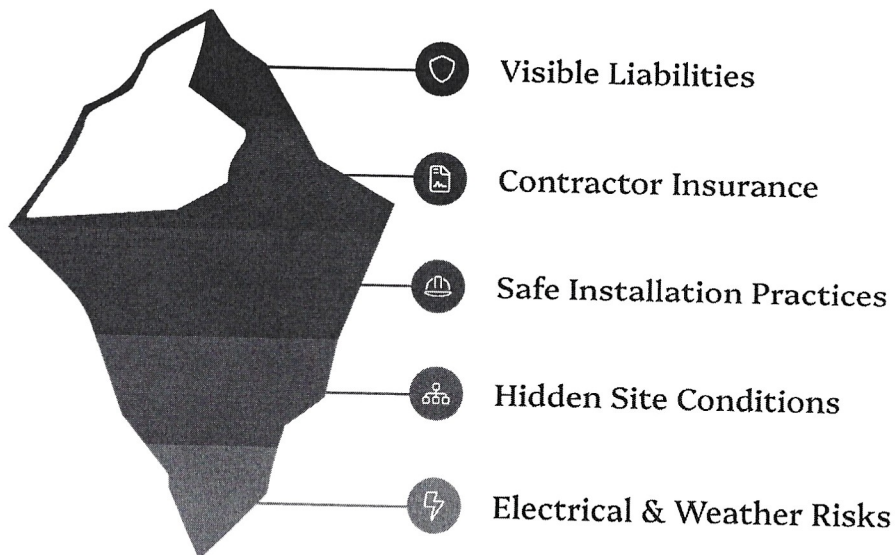 Visible Liabilities
Contractor Insurance
Safe Installation Practices
Hidden Site Conditions
Electrical & Weather Risks